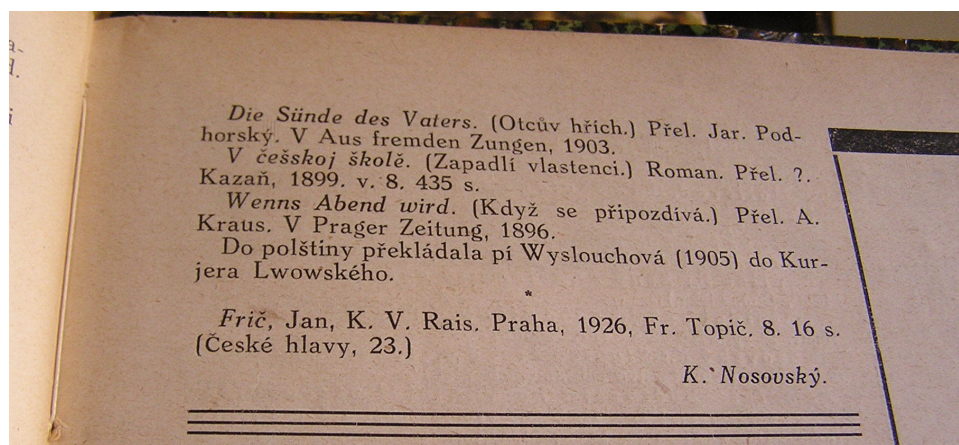 Die Sünde des Vaters. (Otcův hřích.) Přel. Jar. Pod-
horský. V Aus fremden Zungen, 1903.
V češskoj školě. (Zapadlí vlastenci.) Roman. Přel. ?.
Kazaň, 1899. v. 8. 435 s.
Wenns Abend wird. (Když se připozdívá.) Přel. A.
Kraus. V Prager Zeitung, 1896.
Do polštiny překládala pí Wyslouchová (1905) do Kur-
jera Lwowského.
*
Frič, Jan, K. V. Rais. Praha, 1926, Fr. Topič. 8. 16 s.
(České hlavy, 23.)
K. Nosovský.